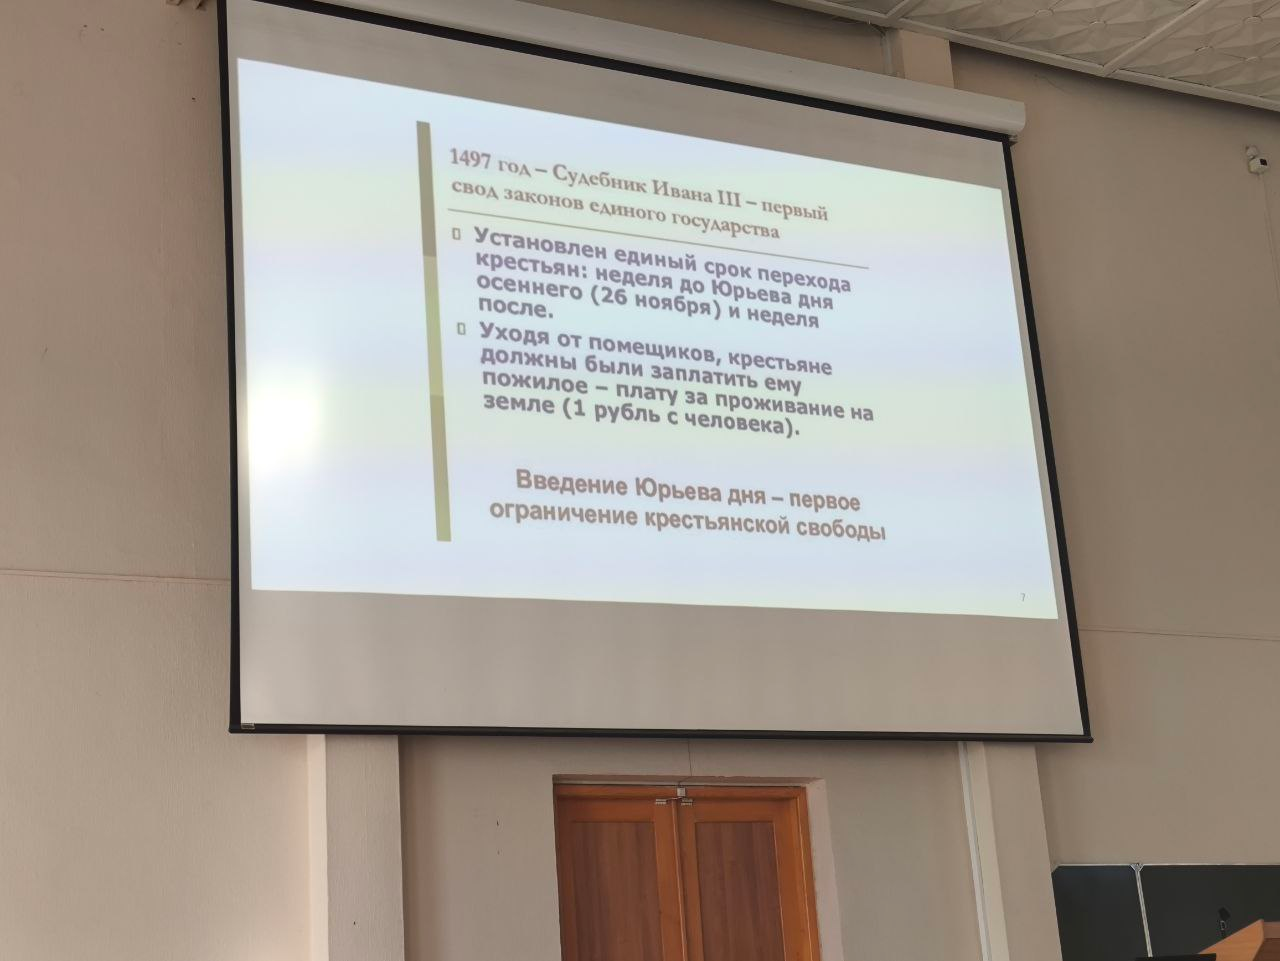 1497 год – Судебник Ивана III – первый
свод законов единого государства
Установлен единый срок перехода
крестьян: неделя до Юрьева дня
осеннего (26 ноября) и неделя
после.
Уходя от помещиков, крестьяне
должны были заплатить ему
пожилое – плату за проживание на
земле (1 рубль с человека).
Введение Юрьева дня – первое
ограничение крестьянской свободы
7